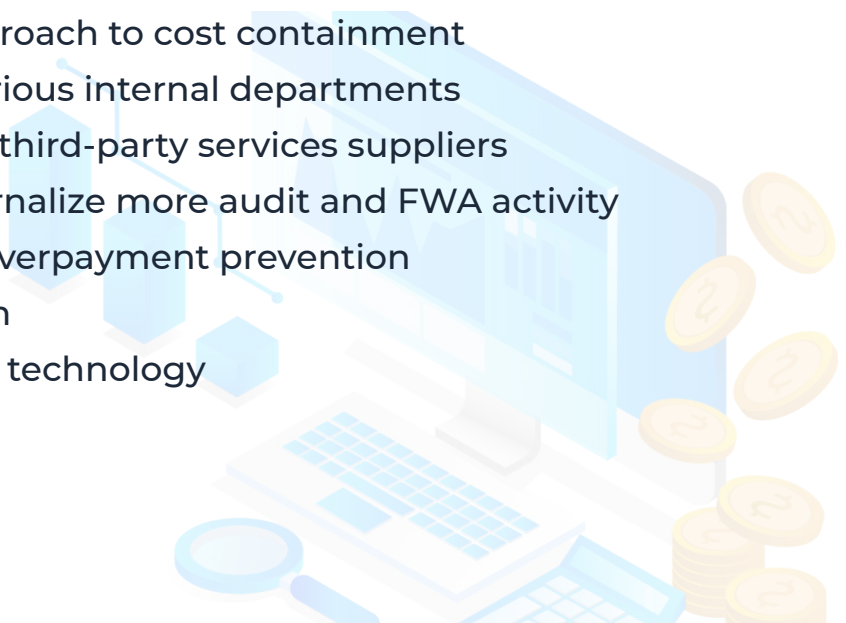 roach to cost containment
rious internal departments
third-party services suppliers
rnalize more audit and FWA activity
verpayment prevention
n
technology